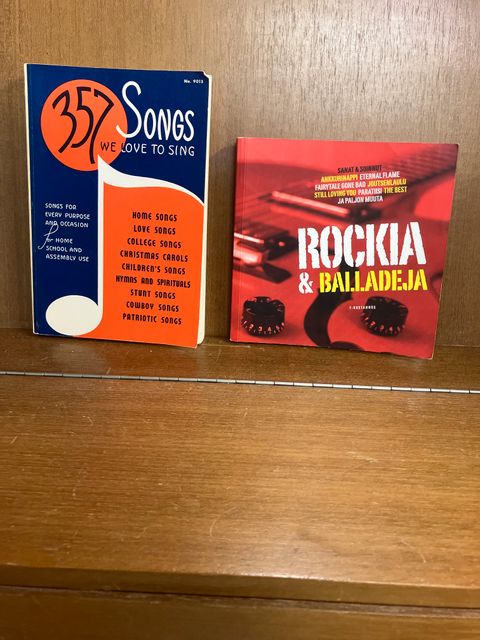 No. 9013
357 SONGS
WE LOVE TO SING
SONGS FOR
EVERY PURPOSE
AND OCCASION
for HOME
SCHOOL AND
ASSEMBLY USE
HOME SONGS
LOVE SONGS
COLLEGE SONGS
CHRISTMAS CAROLS
CHILDREN'S SONGS
HYMNS AND SPIRITUALS
STUNT SONGS
COWBOY SONGS
PATRIOTIC SONGS
SANAT & SOINNUT
ANKKURINAPPI ETERNAL FLAME
FAIRYTALE GONE BAD JOUTSENLAULU
STILL LOVING YOU PARATIISI THE BEST
JA PALJON MUUTA
ROCKIA
& BALLADEJA
F-KUSTANNUS